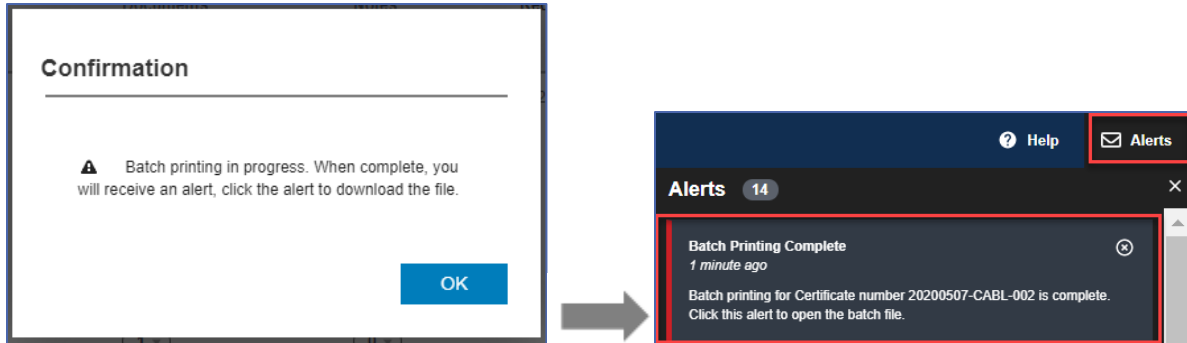 Confirmation
Batch printing in progress. When complete, you
will receive an alert, click the alert to download the file.
OK
Help
Alerts
Alerts 14
Batch Printing Complete
1 minute ago
Batch printing for Certificate number 20200507-CABL-002 is complete.
Click this alert to open the batch file.